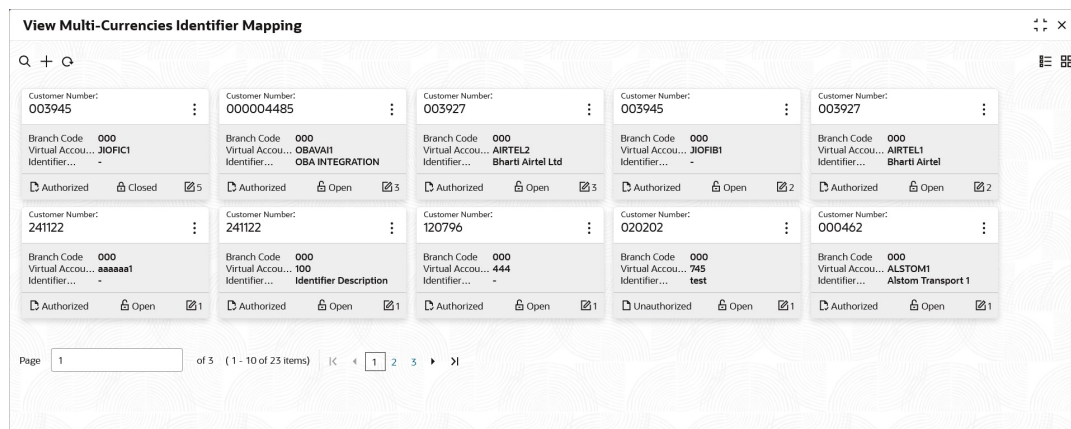 View Multi-Currencies Identifier Mapping
Customer Number:
003945
Branch Code 000
Virtual Accou... JIOFIC1
Identifier... -
Authorized Closed 5
Customer Number:
000004485
Branch Code 000
Virtual Accou... OBAVAI1
Identifier... OBA INTEGRATION
Authorized Open 3
Customer Number:
003927
Branch Code 000
Virtual Accou... AIRTEL2
Identifier... Bharti Airtel Ltd
Authorized Open 3
Customer Number:
003945
Branch Code 000
Virtual Accou... JIOFIB1
Identifier... -
Authorized Open 2
Customer Number:
003927
Branch Code 000
Virtual Accou... AIRTEL1
Identifier... Bharti Airtel
Authorized Open 2
Customer Number:
241122
Branch Code 000
Virtual Accou... aaaaaa1
Identifier... -
Authorized Open 1
Customer Number:
241122
Branch Code 000
Virtual Accou... 100
Identifier... Identifier Description
Authorized Open 1
Customer Number:
120796
Branch Code 000
Virtual Accou... 444
Identifier... -
Authorized Open 1
Customer Number:
020202
Branch Code 000
Virtual Accou... 745
Identifier... test
Unauthorized Open 1
Customer Number:
000462
Branch Code 000
Virtual Accou... ALSTOM1
Identifier... Alstom Transport 1
Authorized Open 1
Page 1 of 3 ( 1 - 10 of 23 items) 1 2 3